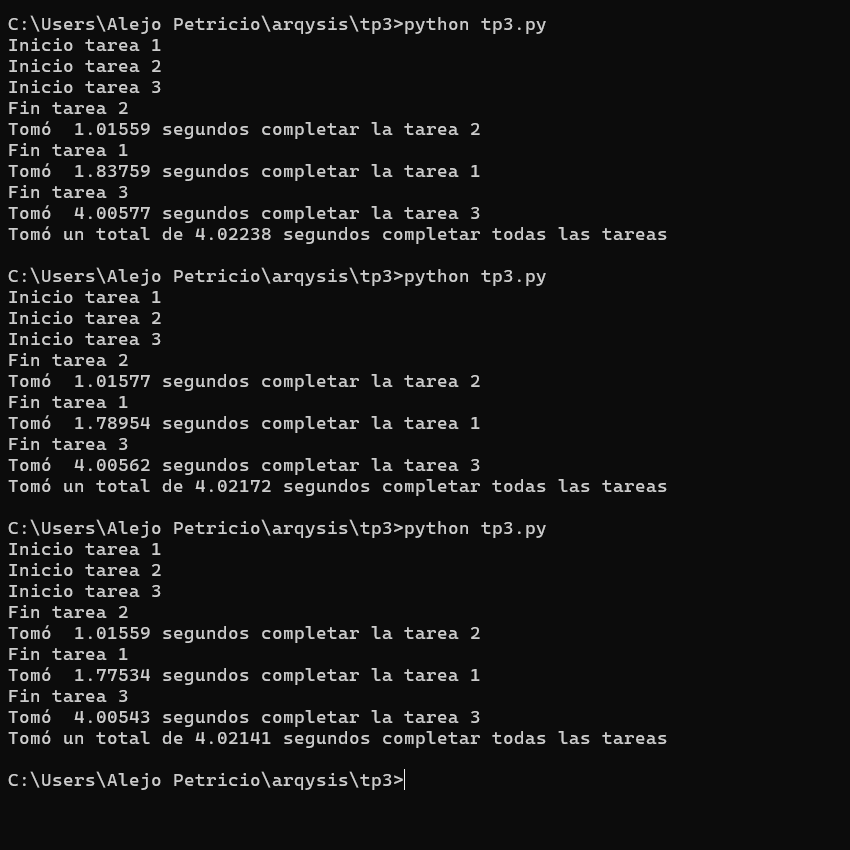 C:\Users\Alejo Petricio\arqysis\tp3>python tp3.py
Inicio tarea 1
Inicio tarea 2
Inicio tarea 3
Fin tarea 2
Tomó  1.01559 segundos completar la tarea 2
Fin tarea 1
Tomó  1.83759 segundos completar la tarea 1
Fin tarea 3
Tomó  4.00577 segundos completar la tarea 3
Tomó un total de 4.02238 segundos completar todas las tareas
C:\Users\Alejo Petricio\arqysis\tp3>python tp3.py
Inicio tarea 1
Inicio tarea 2
Inicio tarea 3
Fin tarea 2
Tomó  1.01577 segundos completar la tarea 2
Fin tarea 1
Tomó  1.78954 segundos completar la tarea 1
Fin tarea 3
Tomó  4.00562 segundos completar la tarea 3
Tomó un total de 4.02172 segundos completar todas las tareas
C:\Users\Alejo Petricio\arqysis\tp3>python tp3.py
Inicio tarea 1
Inicio tarea 2
Inicio tarea 3
Fin tarea 2
Tomó  1.01559 segundos completar la tarea 2
Fin tarea 1
Tomó  1.77534 segundos completar la tarea 1
Fin tarea 3
Tomó  4.00543 segundos completar la tarea 3
Tomó un total de 4.02141 segundos completar todas las tareas
C:\Users\Alejo Petricio\arqysis\tp3>